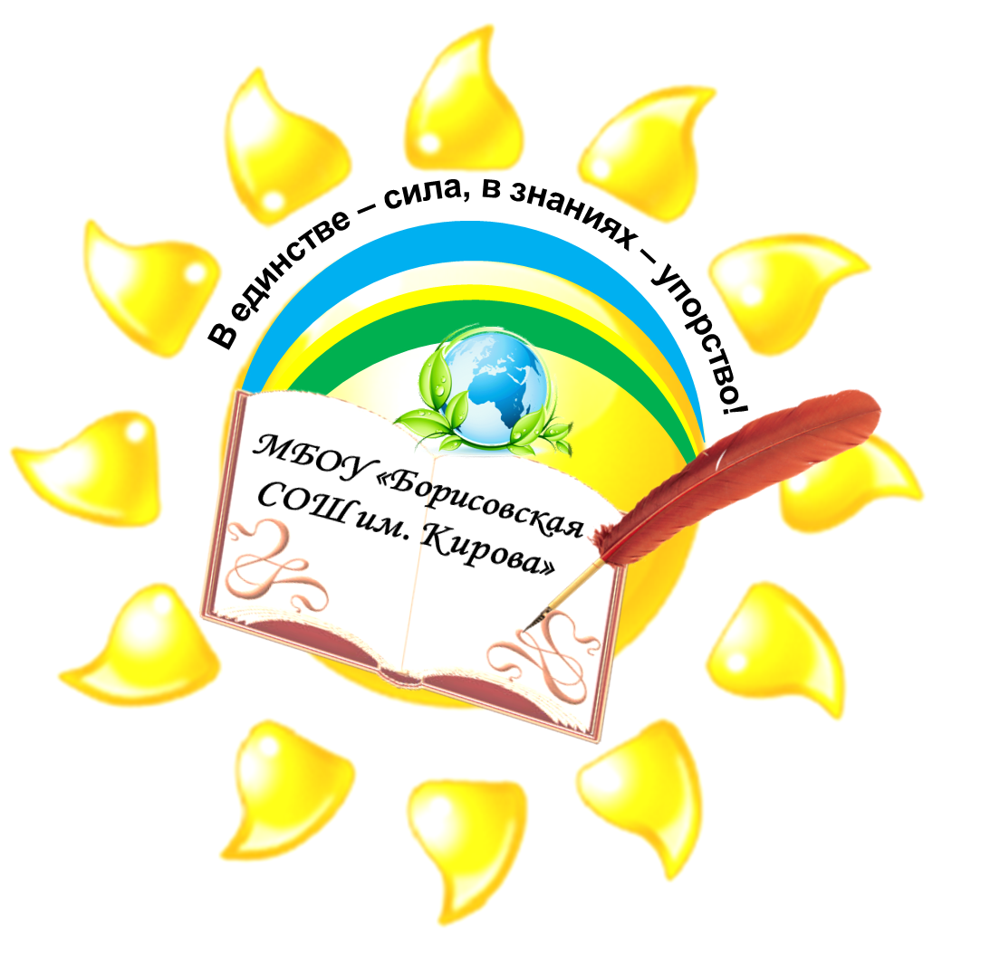 В единстве – сила, в знаниях – упорство!
МБОУ «Борисовская
СОШ им. Кирова»